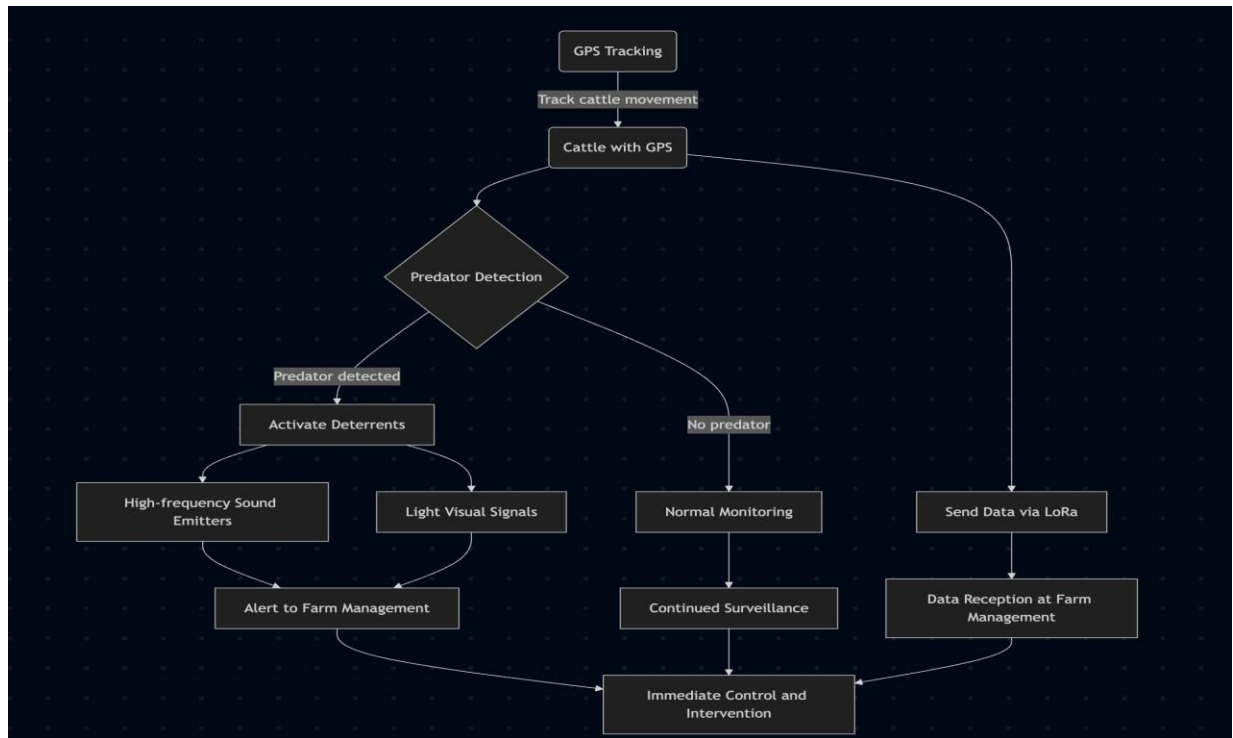 GPS Tracking
Track cattle movement
Cattle with GPS
Predator Detection
Predator detected
Activate Deterrents
No predator
High-frequency Sound
Emitters
Light Visual Signals
Normal Monitoring
Send Data via LoRa
Alert to Farm Management
Continued Surveillance
Data Reception at Farm
Management
Immediate Control and
Intervention